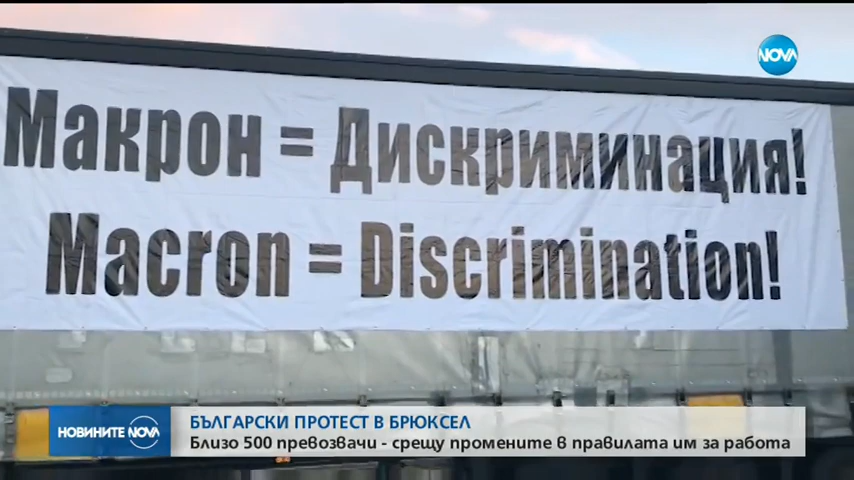 NOVA
Макрон = Дискриминация!
Macron = Discrimination!
БЪЛГАРСКИ ПРОТЕСТ В БРЮКСЕЛ
НОВИНИТЕ NOVA
Близо 500 превозвачи - срещу промените в правилата им за работа